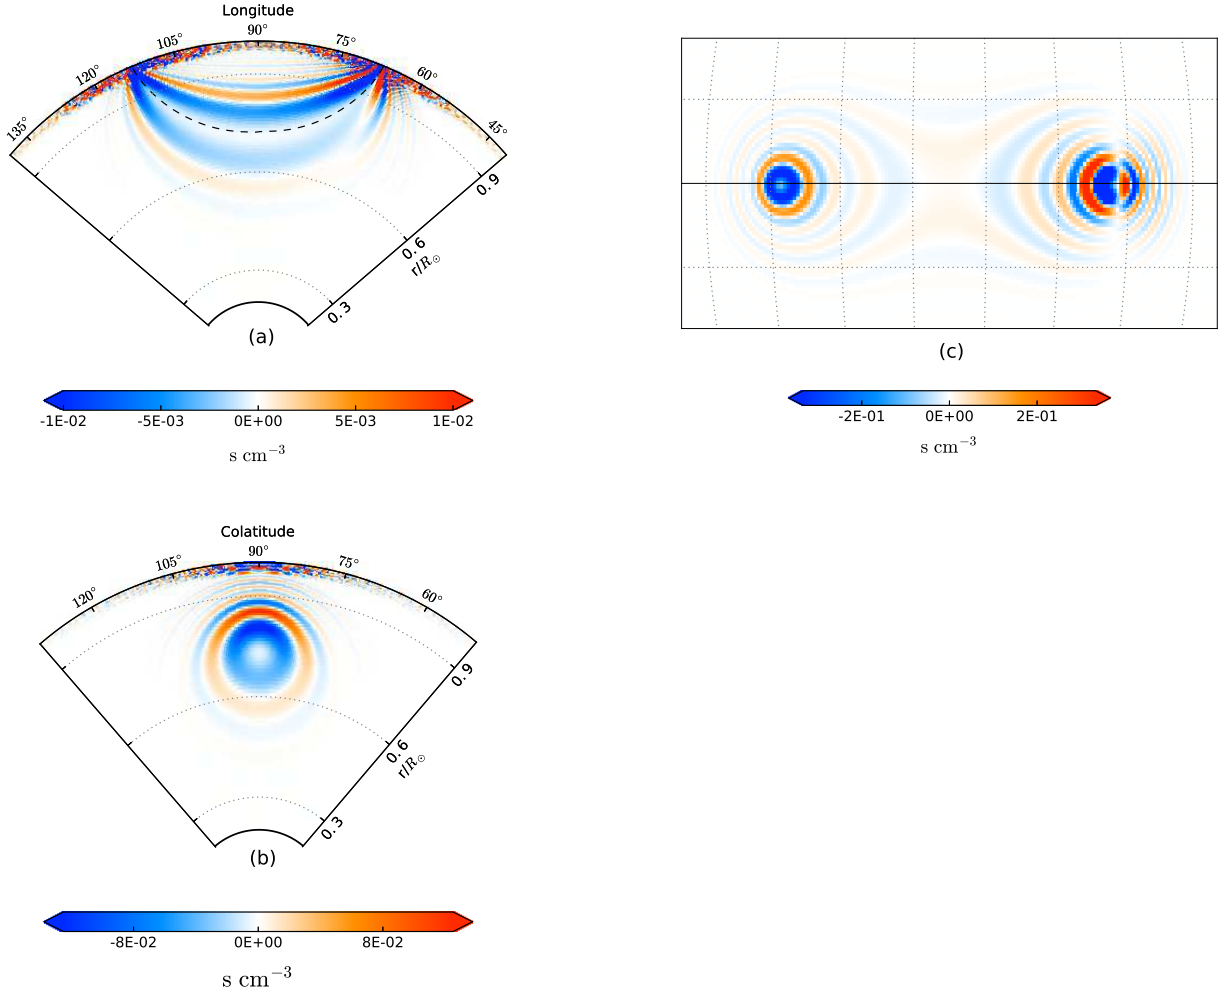 Longitude
135° 120° 105° 90° 75° 60° 45°
0.9
0.6
r/R☉
0.3
(a)
-1E-02 -5E-03 0E+00 5E-03 1E-02
s cm⁻³
(c)
-2E-01 0E+00 2E-01
s cm⁻³
Colatitude
120° 105° 90° 75° 60°
0.9
0.6
r/R☉
0.3
(b)
-8E-02 0E+00 8E-02
s cm⁻³